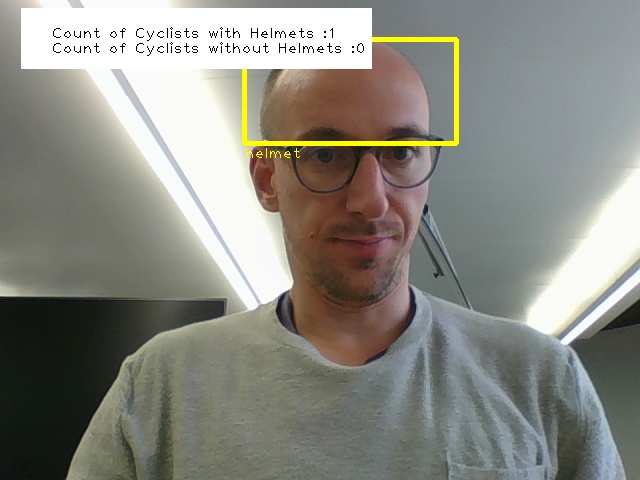 Count of Cyclists with Helmets :1
Count of Cyclists without Helmets :0
helmet